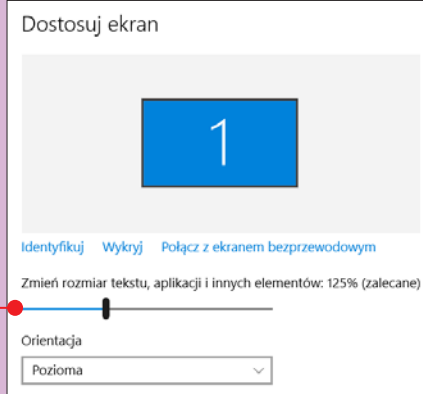 Dostosuj ekran
1
Identyfikuj Wykryj Połącz z ekranem bezprzewodowym
Zmień rozmiar tekstu, aplikacji i innych elementów: 125% (zalecane)
Orientacja
Pozioma